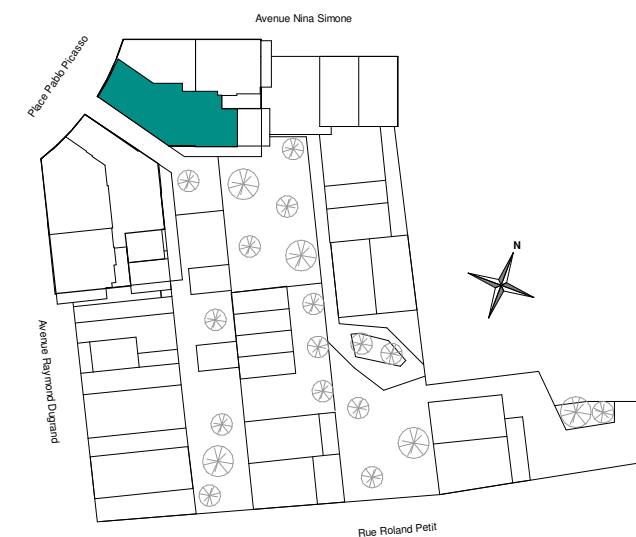 Avenue Nina Simone
Place Pablo Picasso
N
Avenue Raymond Dugrand
Rue Roland Petit